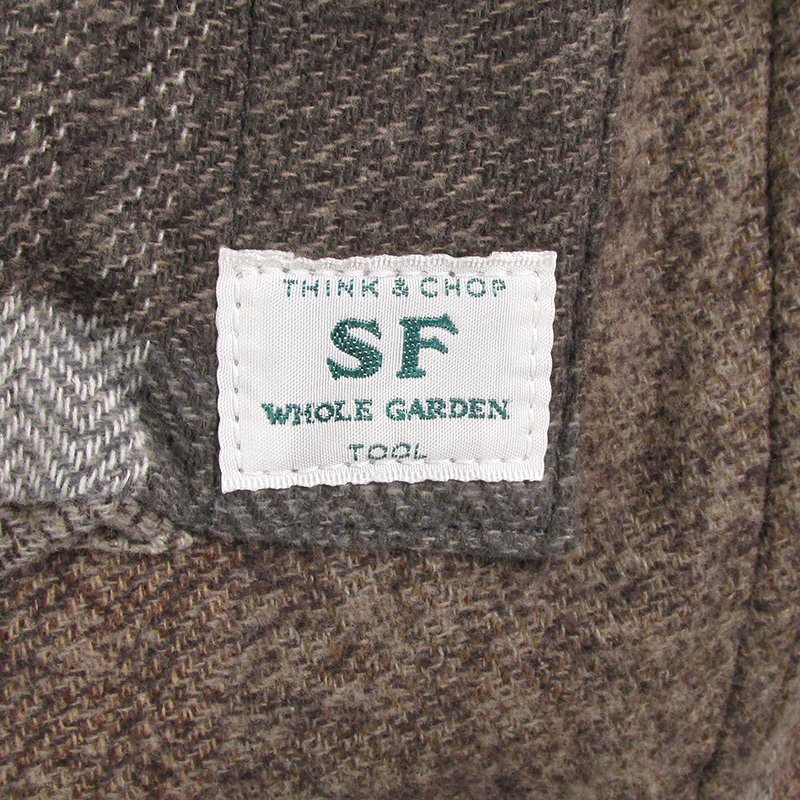 THINK & CHOP
SF
WHOLE GARDEN
TOOL